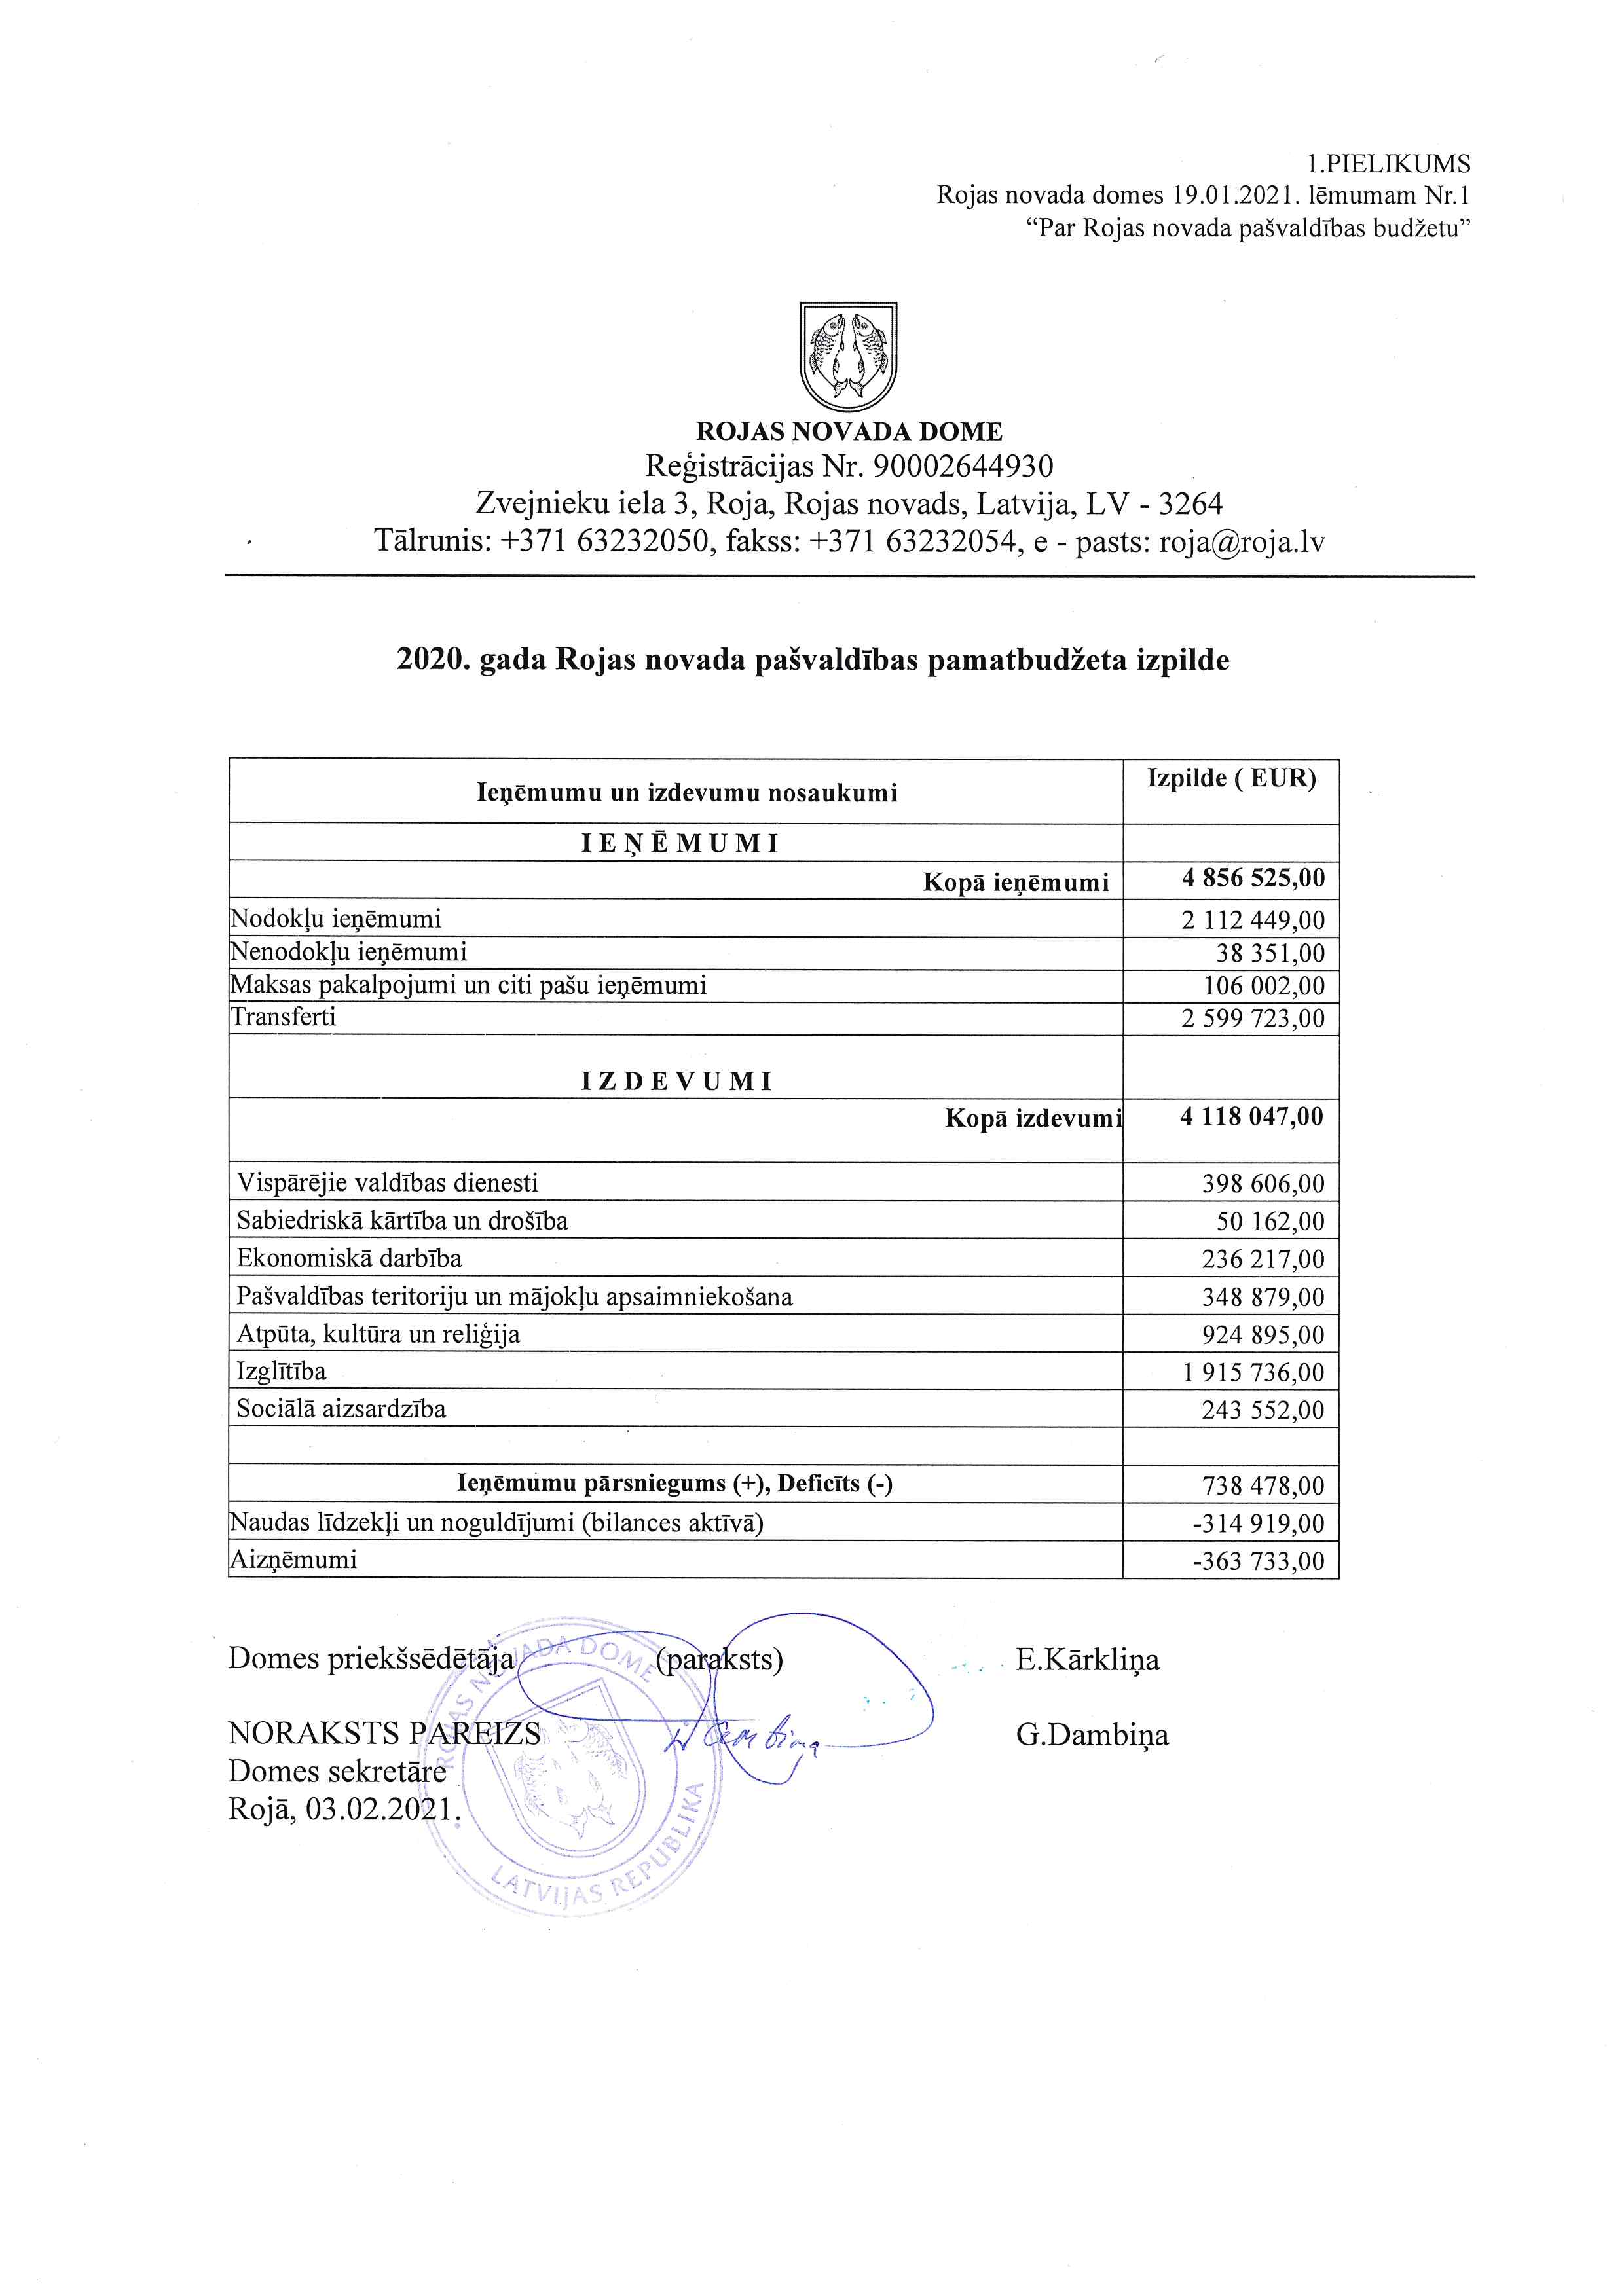 1.PIELIKUMS
Rojas novada domes 19.01.2021. lēmumam Nr.1
“Par Rojas novada pašvaldības budžetu”
ROJAS NOVADA DOME
Reģistrācijas Nr. 90002644930
Zvejnieku iela 3, Roja, Rojas novads, Latvija, LV - 3264
Tālrunis: +371 63232050, fakss: +371 63232054, e - pasts: roja@roja.lv
2020. gada Rojas novada pašvaldības pamatbudžeta izpilde
Ieņēmumu un izdevumu nosaukumi Izpilde ( EUR)
I E Ņ Ē M U M I
Kopā ieņēmumi 4 856 525,00
Nodokļu ieņēmumi 2 112 449,00
Nenodokļu ieņēmumi 38 351,00
Maksas pakalpojumi un citi pašu ieņēmumi 106 002,00
Transferti 2 599 723,00
I Z D E V U M I
Kopā izdevumi 4 118 047,00
Vispārējie valdības dienesti 398 606,00
Sabiedriskā kārtība un drošība 50 162,00
Ekonomiskā darbība 236 217,00
Pašvaldības teritoriju un mājokļu apsaimniekošana 348 879,00
Atpūta, kultūra un reliģija 924 895,00
Izglītība 1 915 736,00
Sociālā aizsardzība 243 552,00
Ieņēmumu pārsniegums (+), Deficīts (-) 738 478,00
Naudas līdzekļi un noguldījumi (bilances aktīvā) -314 919,00
Aizņēmumi -363 733,00
Domes priekšsēdētāja (paraksts) E.Kārkliņa
NORAKSTS PAREIZS G.Dambiņa
Domes sekretāre
Rojā, 03.02.2021.
ROJAS NOVADA DOME
LATVIJAS REPUBLIKA